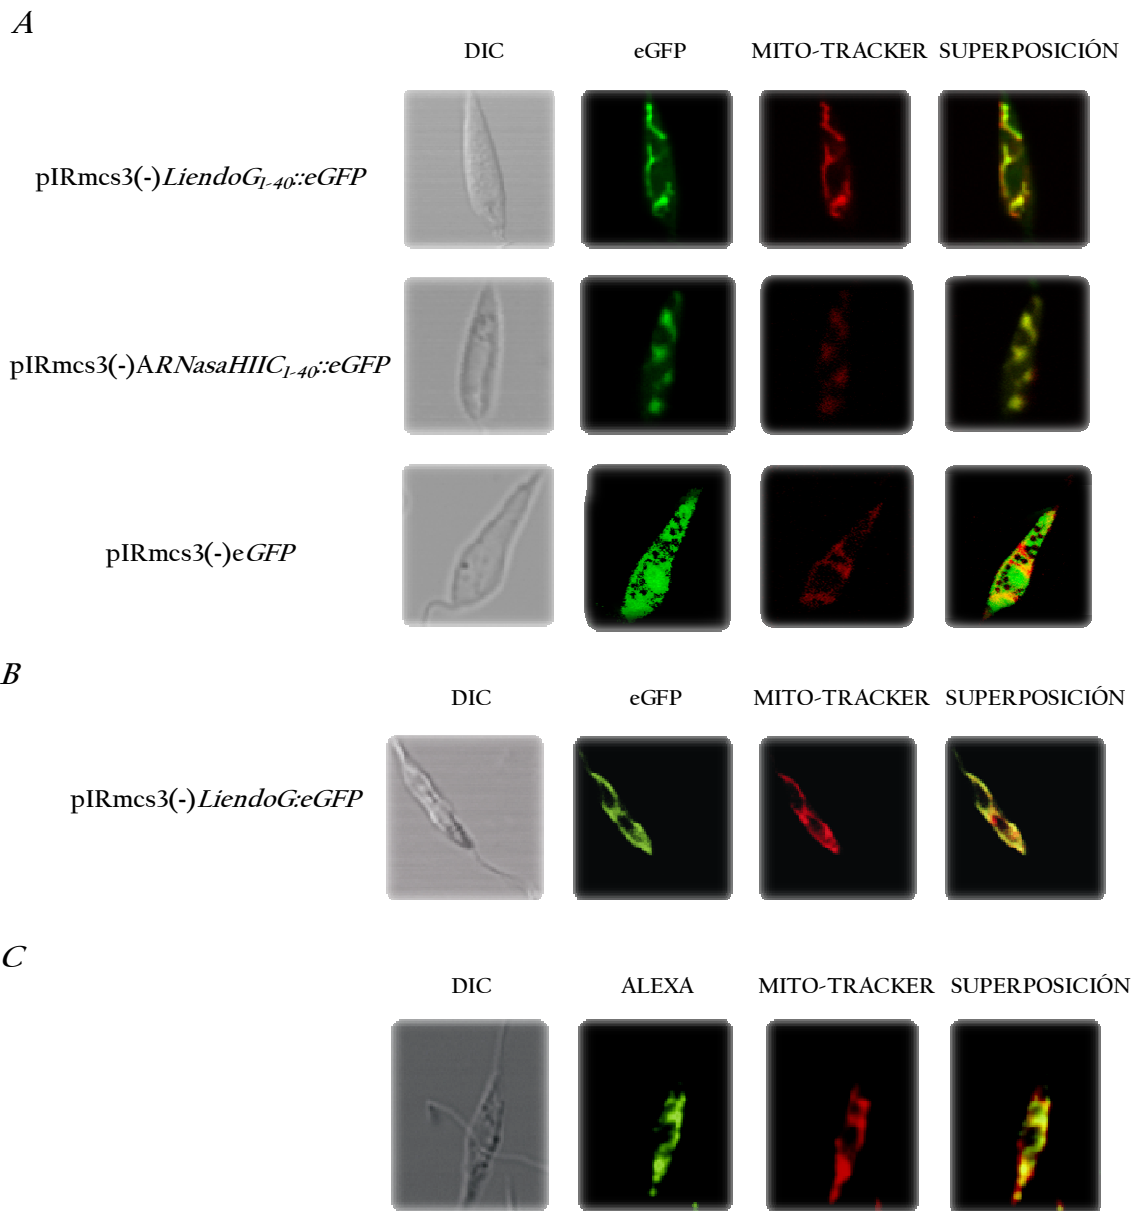 A
DIC eGFP MITO-TRACKER SUPERPOSICIÓN
pIRmcs3(-)LiendoG1-40::eGFP
pIRmcs3(-)ARNasaHIIC1-40::eGFP
pIRmcs3(-)eGFP
B
DIC eGFP MITO-TRACKER SUPERPOSICIÓN
pIRmcs3(-)LiendoG:eGFP
C
DIC ALEXA MITO-TRACKER SUPERPOSICIÓN